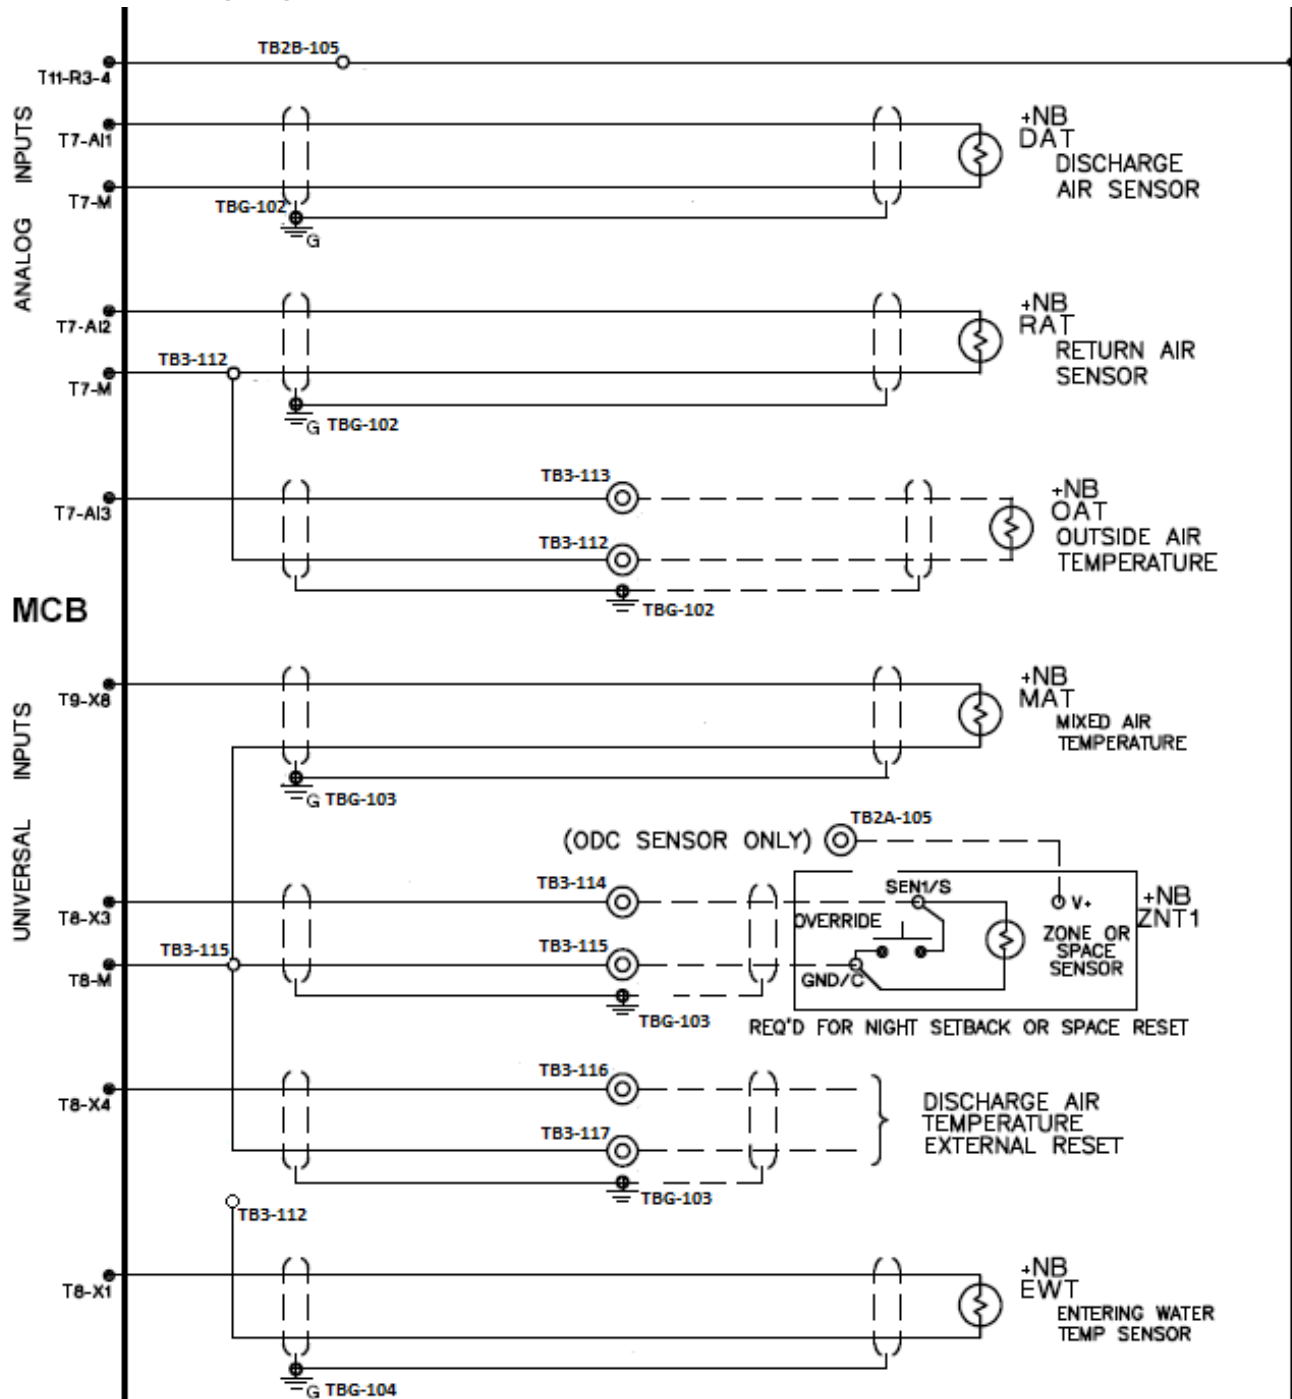 TB2B-105
T11-R3-4
ANALOG INPUTS
T7-AI1
T7-M
TBG-102
G
+NB
DAT
DISCHARGE
AIR SENSOR
T7-AI2
TB3-112
T7-M
G TBG-102
+NB
RAT
RETURN AIR
SENSOR
T7-AI3
TB3-113
TB3-112
TBG-102
+NB
OAT
OUTSIDE AIR
TEMPERATURE
MCB
UNIVERSAL INPUTS
T9-X8
G TBG-103
+NB
MAT
MIXED AIR
TEMPERATURE
(ODC SENSOR ONLY)
TB2A-105
T8-X3
TB3-114
SEN1/S
OVERRIDE
V+
+NB
ZNT1
ZONE OR
SPACE
SENSOR
TB3-115
T8-M
TB3-115
GND/C
TBG-103
REQ'D FOR NIGHT SETBACK OR SPACE RESET
T8-X4
TB3-116
TB3-117
TBG-103
DISCHARGE AIR
TEMPERATURE
EXTERNAL RESET
TB3-112
T8-X1
+NB
EWT
ENTERING WATER
TEMP SENSOR
G TBG-104